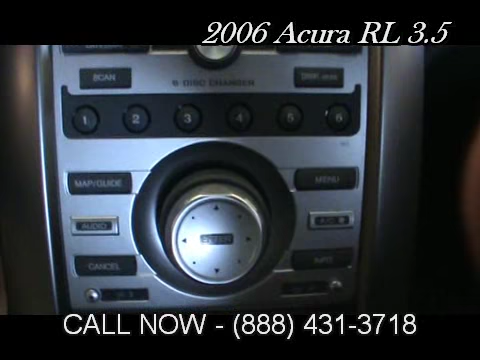 2006 Acura RL 3.5
SCAN
6 DISC CHANGER
1 2 3 4 5 6
MAP/GUIDE
MENU
AUDIO
CANCEL
INFO
CALL NOW - (888) 431-3718